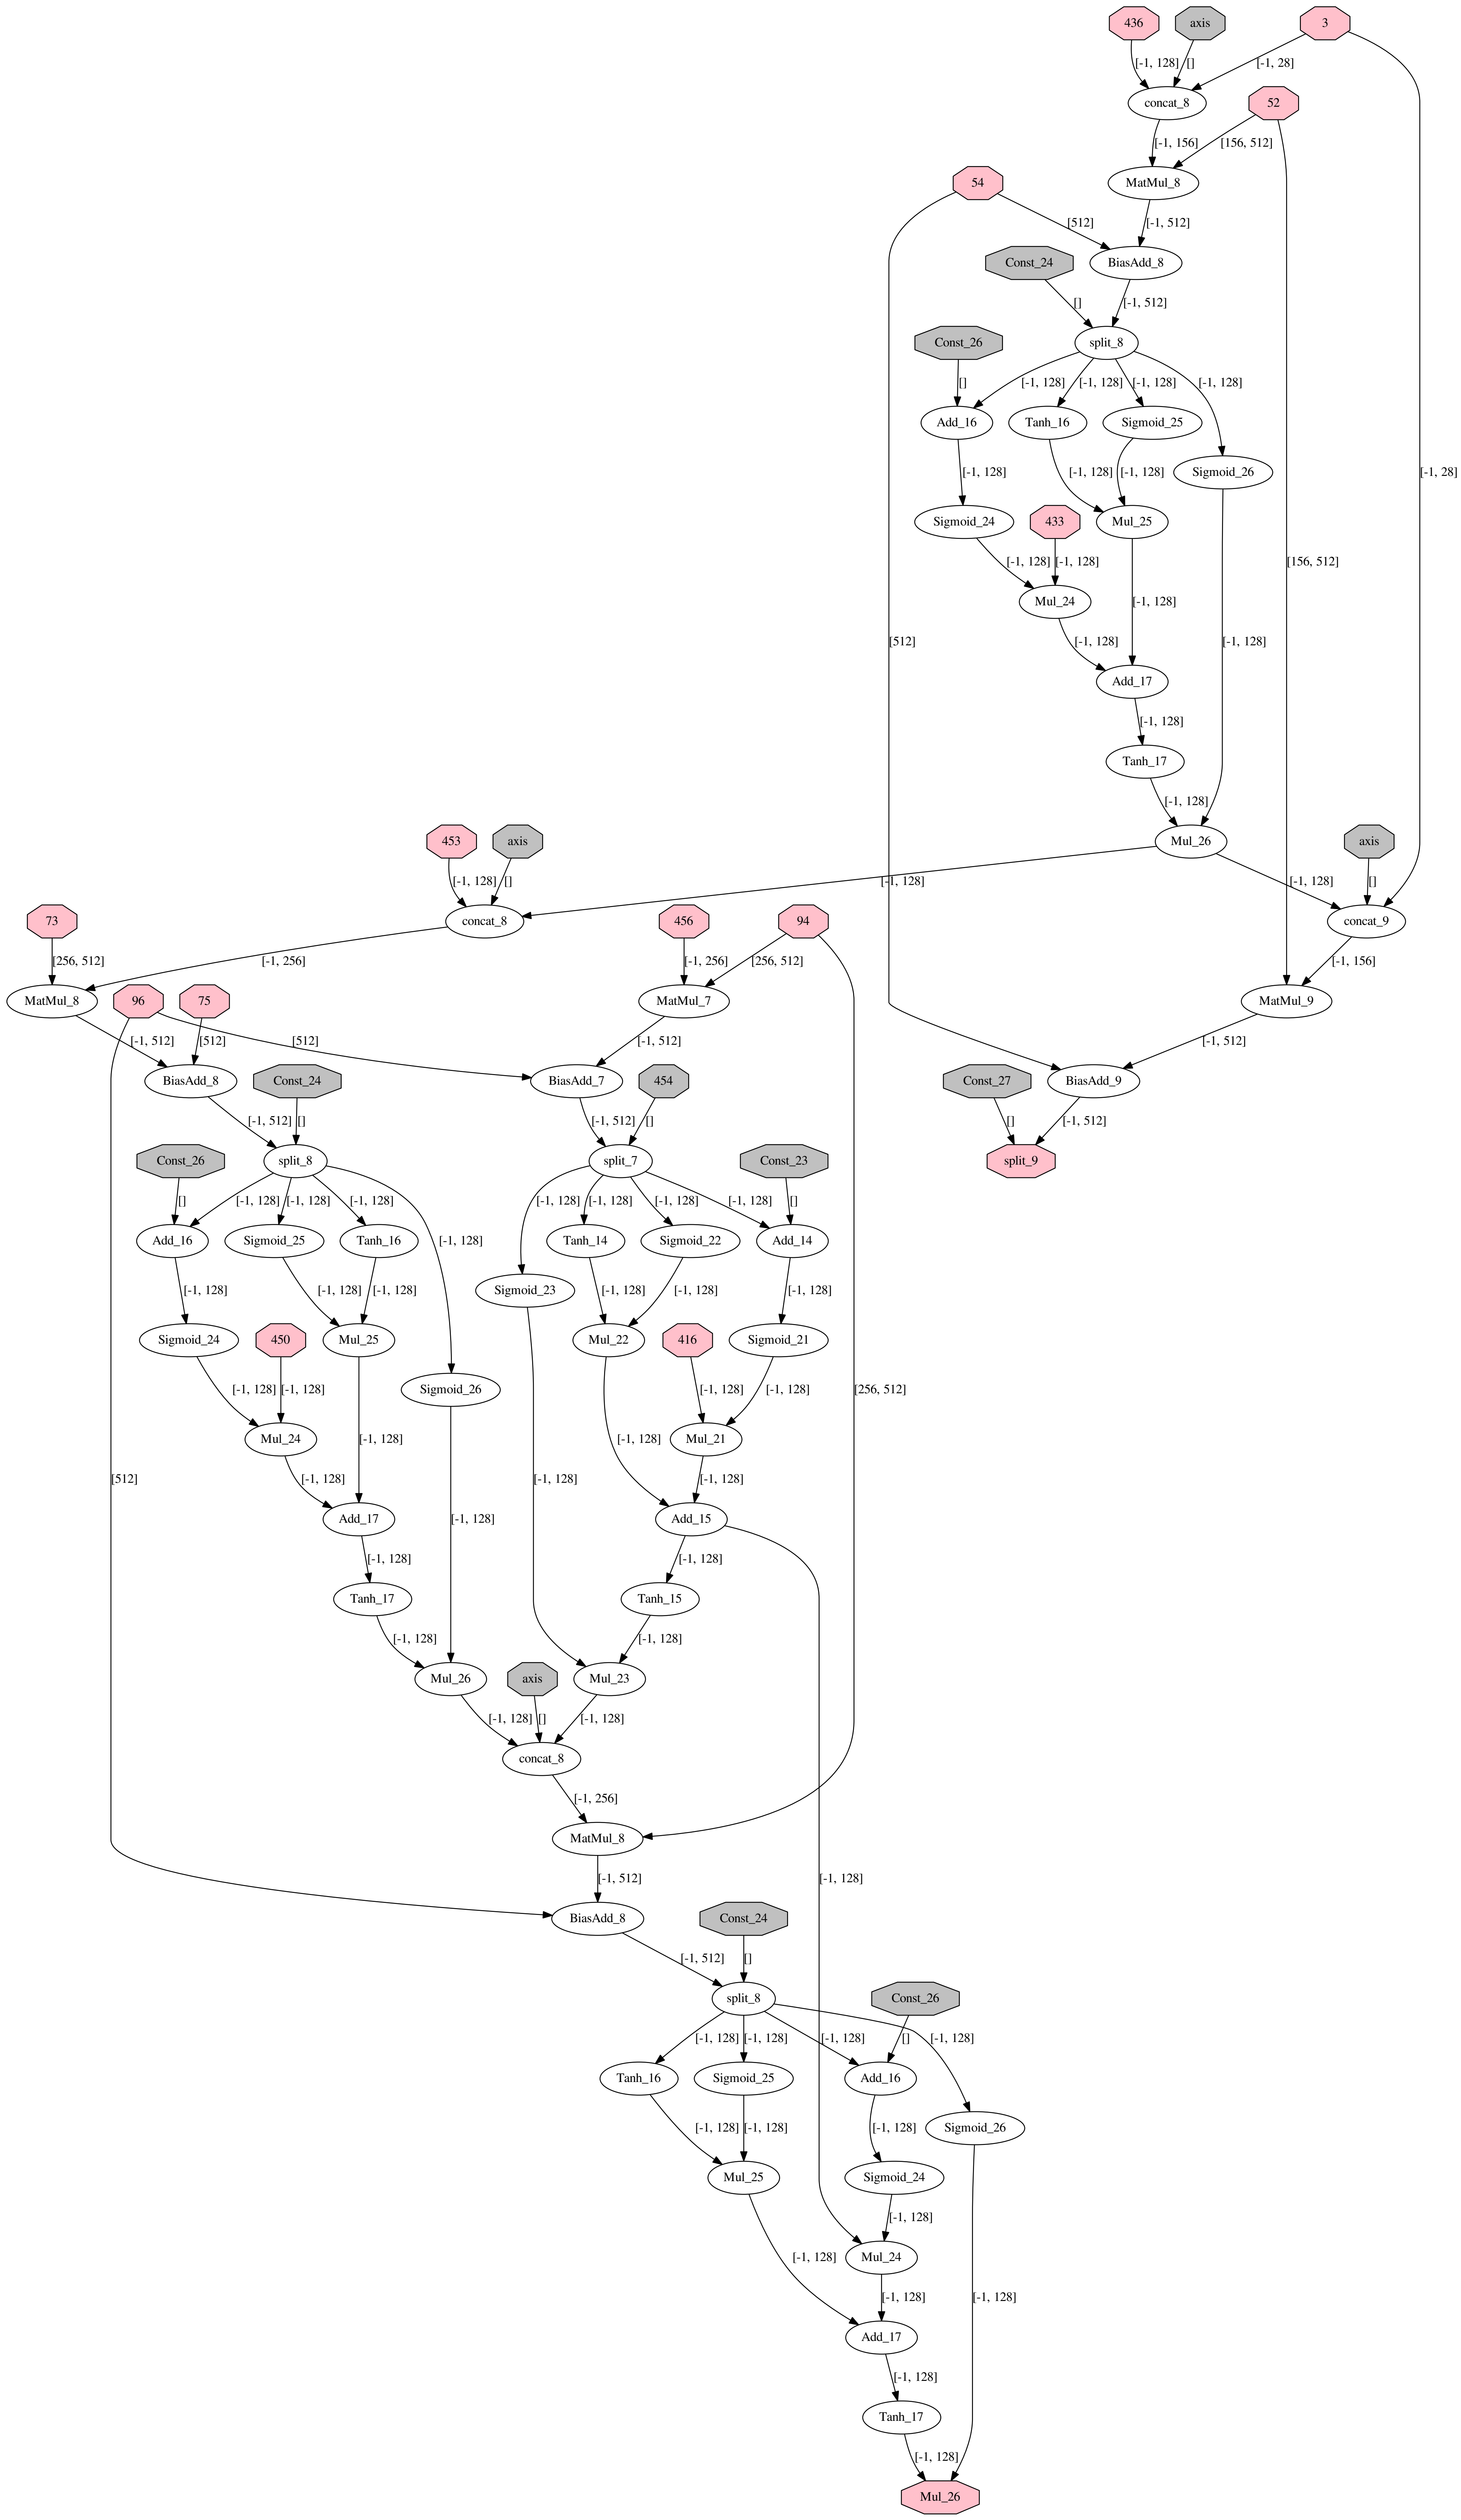 436 axis 3
[-1, 128] [] [-1, 28]
concat_8 52
[-1, 156] [156, 512]
54 MatMul_8
[512] [-1, 512]
Const_24 BiasAdd_8
[] [-1, 512]
Const_26 split_8
[] [-1, 128] [-1, 128] [-1, 128] [-1, 128]
Add_16 Tanh_16 Sigmoid_25
[-1, 128] [-1, 128] [-1, 128] Sigmoid_26 [-1, 28]
Sigmoid_24 433 Mul_25
[-1, 128] [-1, 128] [156, 512]
Mul_24 [-1, 128]
[512] [-1, 128] [-1, 128]
Add_17
[-1, 128]
Tanh_17
[-1, 128]
453 axis Mul_26 axis
[-1, 128] [] [-1, 128] [-1, 128] []
73 concat_8 456 94 concat_9
[256, 512] [-1, 256] [-1, 256] [256, 512] [-1, 156]
MatMul_8 96 75 MatMul_7 MatMul_9
[-1, 512] [512] [512] [-1, 512] [-1, 512]
BiasAdd_8 Const_24 BiasAdd_7 454 Const_27 BiasAdd_9
[-1, 512] [] [-1, 512] [] [] [-1, 512]
Const_26 split_8 split_7 Const_23 split_9
[] [-1, 128] [-1, 128] [-1, 128] [-1, 128] [-1, 128] [-1, 128] [-1, 128] []
Add_16 Sigmoid_25 Tanh_16 [-1, 128] Tanh_14 Sigmoid_22 Add_14
[-1, 128] [-1, 128] [-1, 128] Sigmoid_23 [-1, 128] [-1, 128] [-1, 128]
Sigmoid_24 450 Mul_25 Mul_22 416 Sigmoid_21
[-1, 128] [-1, 128] Sigmoid_26 [-1, 128] [-1, 128] [256, 512]
Mul_24 [-1, 128] [-1, 128] Mul_21
[512] [-1, 128] [-1, 128] [-1, 128]
Add_17 [-1, 128] Add_15
[-1, 128] [-1, 128]
Tanh_17 Tanh_15
[-1, 128] [-1, 128]
Mul_26 axis Mul_23
[-1, 128] [] [-1, 128]
concat_8
[-1, 256]
MatMul_8
[-1, 512] [-1, 128]
BiasAdd_8 Const_24
[-1, 512] []
split_8 Const_26
[-1, 128] [-1, 128] [-1, 128] [] [-1, 128]
Tanh_16 Sigmoid_25 Add_16
[-1, 128] [-1, 128] [-1, 128] Sigmoid_26
Mul_25 Sigmoid_24
[-1, 128]
[-1, 128] Mul_24
[-1, 128] [-1, 128]
Add_17
[-1, 128]
Tanh_17
[-1, 128]
Mul_26